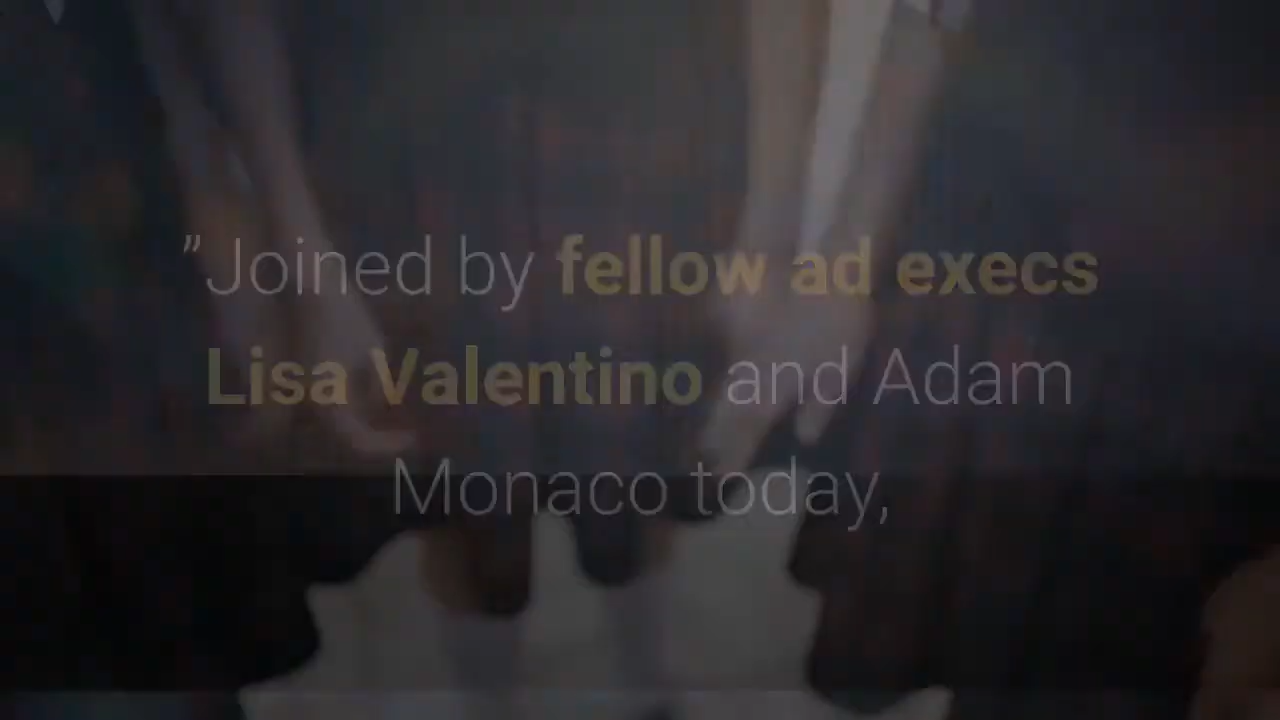 "Joined by fellow ad execs
Lisa Valentino and Adam
Monaco today,